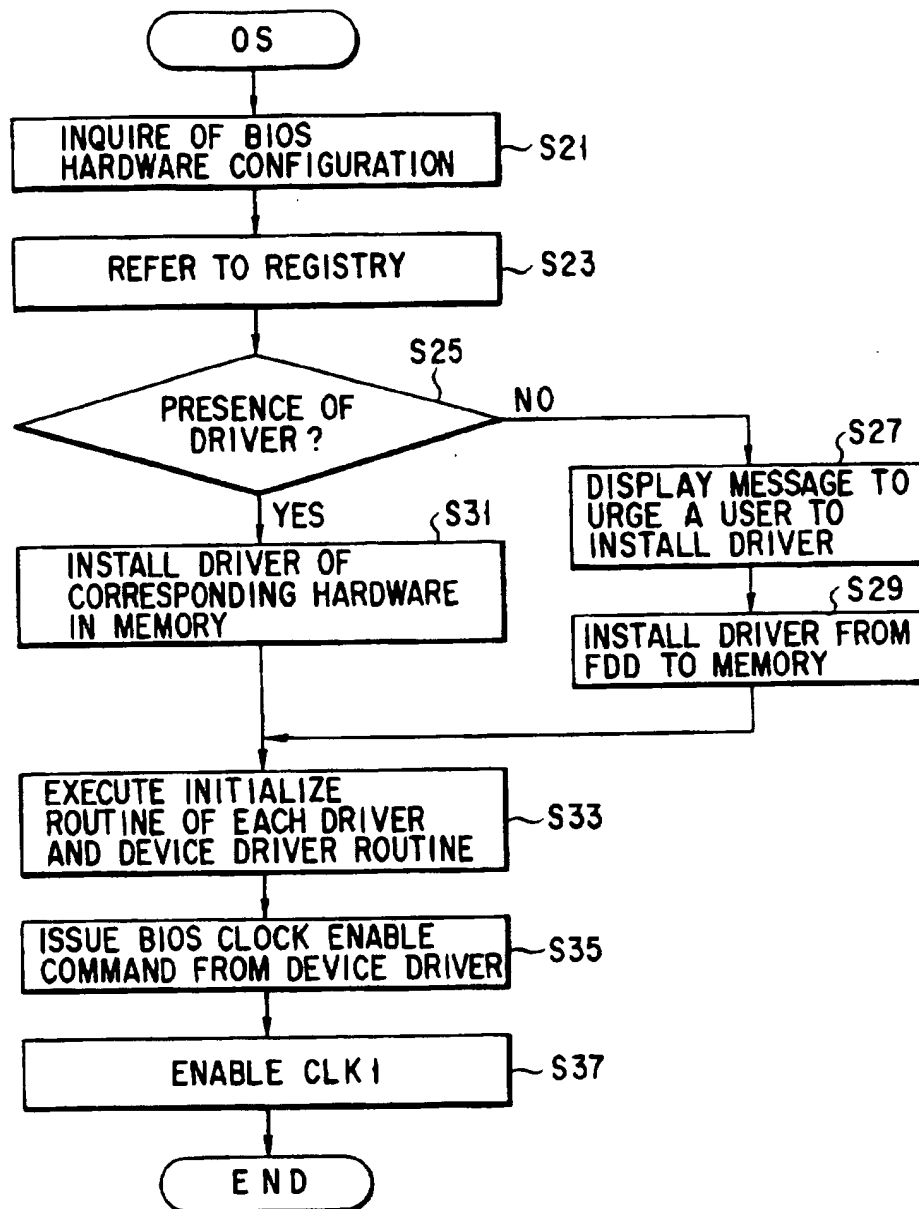 OS
INQUIRE OF BIOS
HARDWARE CONFIGURATION
S21
REFER TO REGISTRY
S23
S25
PRESENCE OF
DRIVER?
NO
YES
S27
DISPLAY MESSAGE TO
URGE A USER TO
INSTALL DRIVER
S31
INSTALL DRIVER OF
CORRESPONDING HARDWARE
IN MEMORY
S29
INSTALL DRIVER FROM
FDD TO MEMORY
EXECUTE INITIALIZE
ROUTINE OF EACH DRIVER
AND DEVICE DRIVER ROUTINE
S33
ISSUE BIOS CLOCK ENABLE
COMMAND FROM DEVICE DRIVER
S35
ENABLE CLK1
S37
END